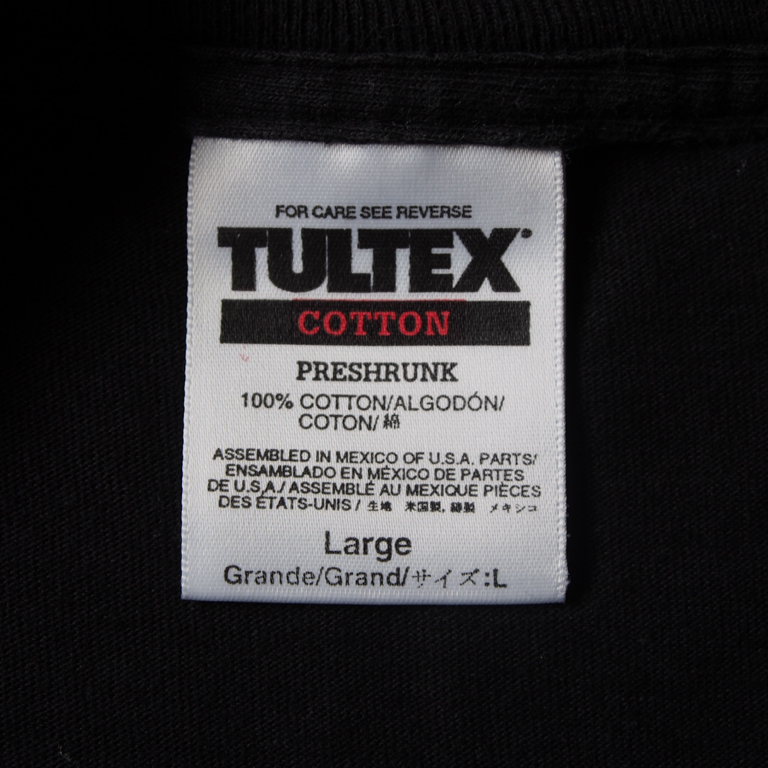 FOR CARE SEE REVERSE
TULTEX
COTTON
PRESHRUNK
100% COTTON/ALGODÓN/
COTON/綿
ASSEMBLED IN MEXICO OF U.S.A. PARTS/
ENSAMBLADO EN MÉXICO DE PARTES
DE U.S.A./ASSEMBLÉ AU MEXIQUE PIÈCES
DES ÉTATS-UNIS/生地 米国製, 縫製 メキシコ
Large
Grande/Grand/サイズ:L